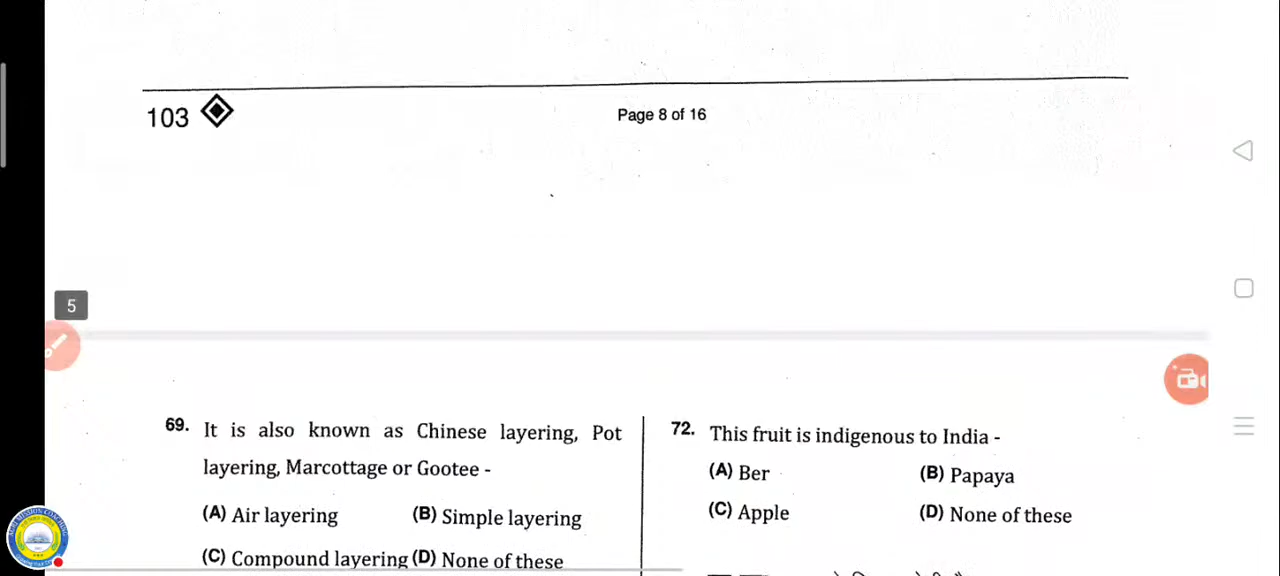 103
Page 8 of 16
5
69. It is also known as Chinese layering, Pot
layering, Marcottage or Gootee -
(A) Air layering (B) Simple layering
(C) Compound layering (D) None of these
72. This fruit is indigenous to India -
(A) Ber (B) Papaya
(C) Apple (D) None of these